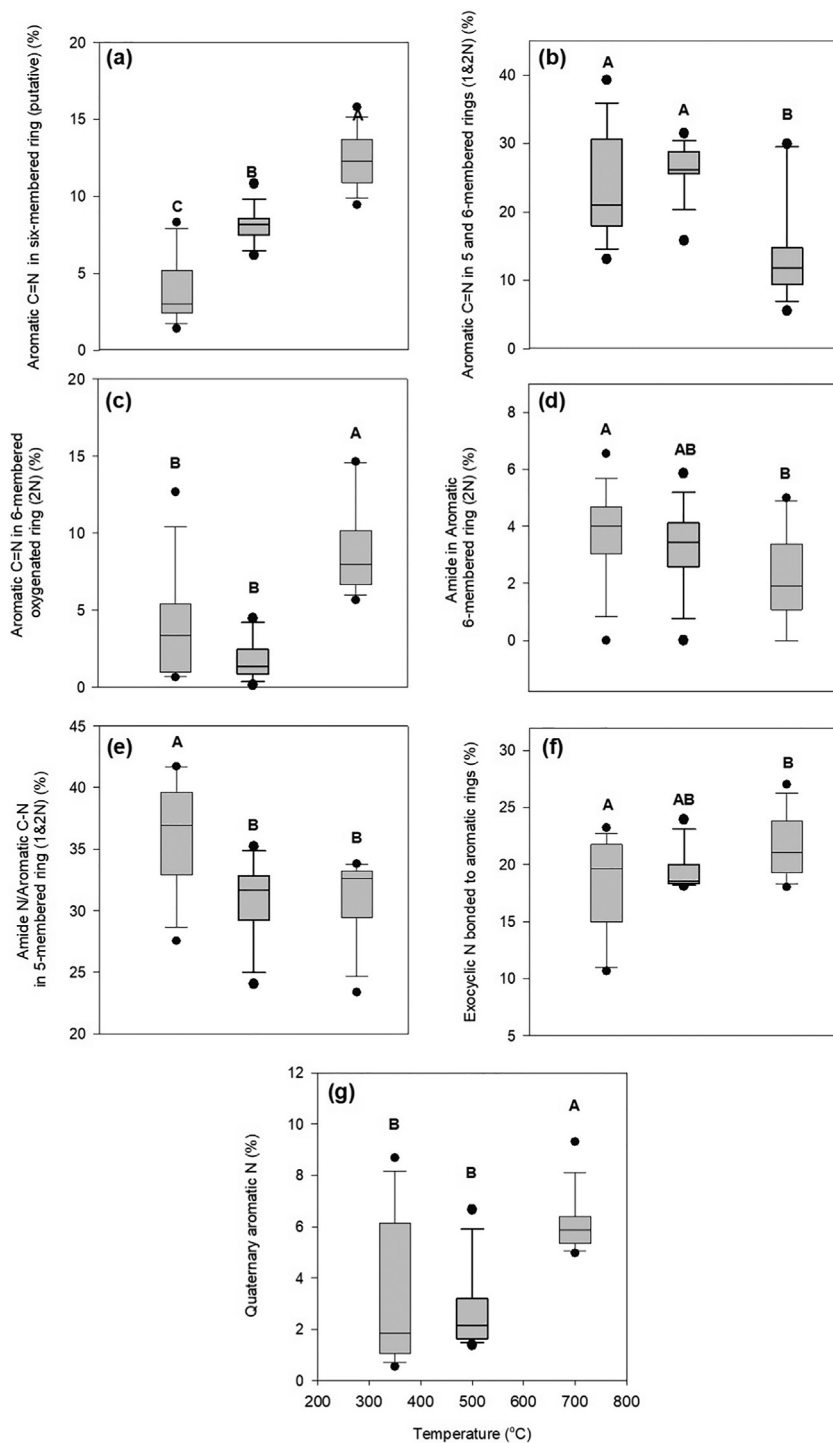 (a)
Aromatic C=N in six-membered ring (putative) (%)
20
15
10
5
0
C
B
A
(b)
Aromatic C=N in 5 and 6-membered rings (1&2N) (%)
40
30
20
10
0
A
A
B
(c)
Aromatic C=N in 6-membered
oxygenated ring (2N) (%)
20
15
10
5
0
B
B
A
(d)
Amide in Aromatic
6-membered ring (2N) (%)
8
6
4
2
0
A
AB
B
(e)
Amide N/Aromatic C-N
in 5-membered ring (1&2N) (%)
45
40
35
30
25
20
A
B
B
(f)
Exocyclic N bonded to aromatic rings (%)
30
25
20
15
10
5
A
AB
B
(g)
Quaternary aromatic N (%)
12
10
8
6
4
2
0
B
B
A
200 300 400 500 600 700 800
Temperature (°C)